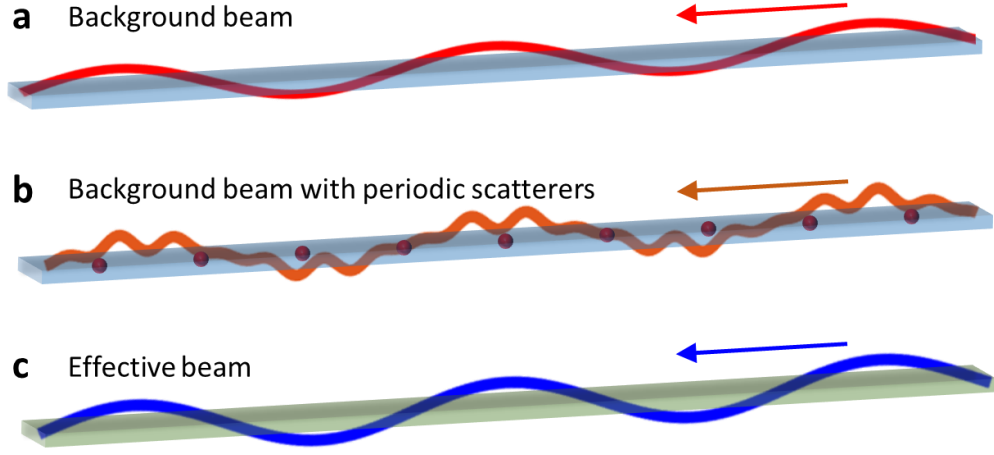 a Background beam
b Background beam with periodic scatterers
c Effective beam